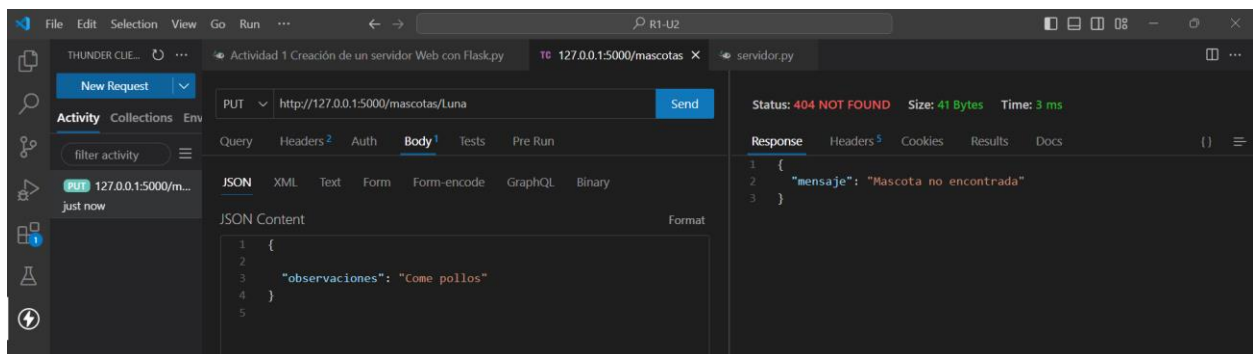 File Edit Selection View Go Run ··· ← → R1-U2
THUNDER CLIE... ··· Actividad 1 Creación de un servidor Web con Flask.py TC 127.0.0.1:5000/mascotas × servidor.py ···
New Request
PUT http://127.0.0.1:5000/mascotas/Luna Send Status: 404 NOT FOUND Size: 41 Bytes Time: 3 ms
Activity Collections Env
Query Headers 2 Auth Body 1 Tests Pre Run Response Headers 5 Cookies Results Docs {}
filter activity
1 {
2 "mensaje": "Mascota no encontrada"
3 }
PUT 127.0.0.1:5000/m...
just now
JSON XML Text Form Form-encode GraphQL Binary
JSON Content Format
1 {
2
3 "observaciones": "Come pollos"
4 }
5
1